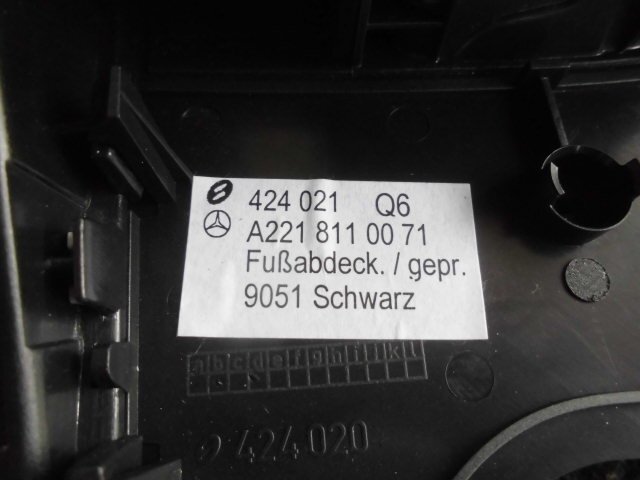 424 021 Q6
A221 811 00 71
Fußabdeck. / gepr.
9051 Schwarz
a b c d e f g h i j k l
424 020